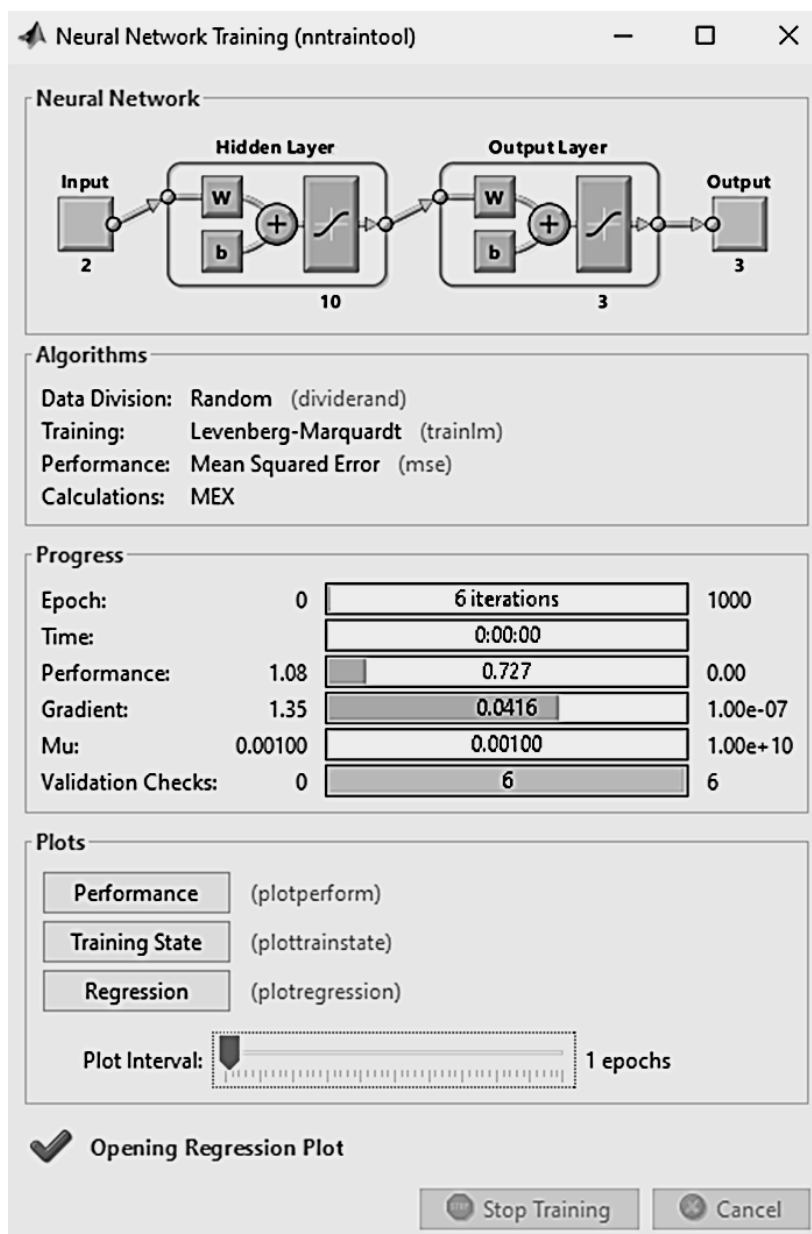 Neural Network Training (nntraintool)
Neural Network
Hidden Layer
Output Layer
Input
W
b
+
W
b
+
Output
2
10
3
3
Algorithms
Data Division: Random (dividerand)
Training: Levenberg-Marquardt (trainlm)
Performance: Mean Squared Error (mse)
Calculations: MEX
Progress
Epoch: 0 6 iterations 1000
Time: 0:00:00
Performance: 1.08 0.727 0.00
Gradient: 1.35 0.0416 1.00e-07
Mu: 0.00100 0.00100 1.00e+10
Validation Checks: 0 6 6
Plots
Performance (plotperform)
Training State (plottrainstate)
Regression (plotregression)
Plot Interval: 1 epochs
Opening Regression Plot
STOP Stop Training Cancel